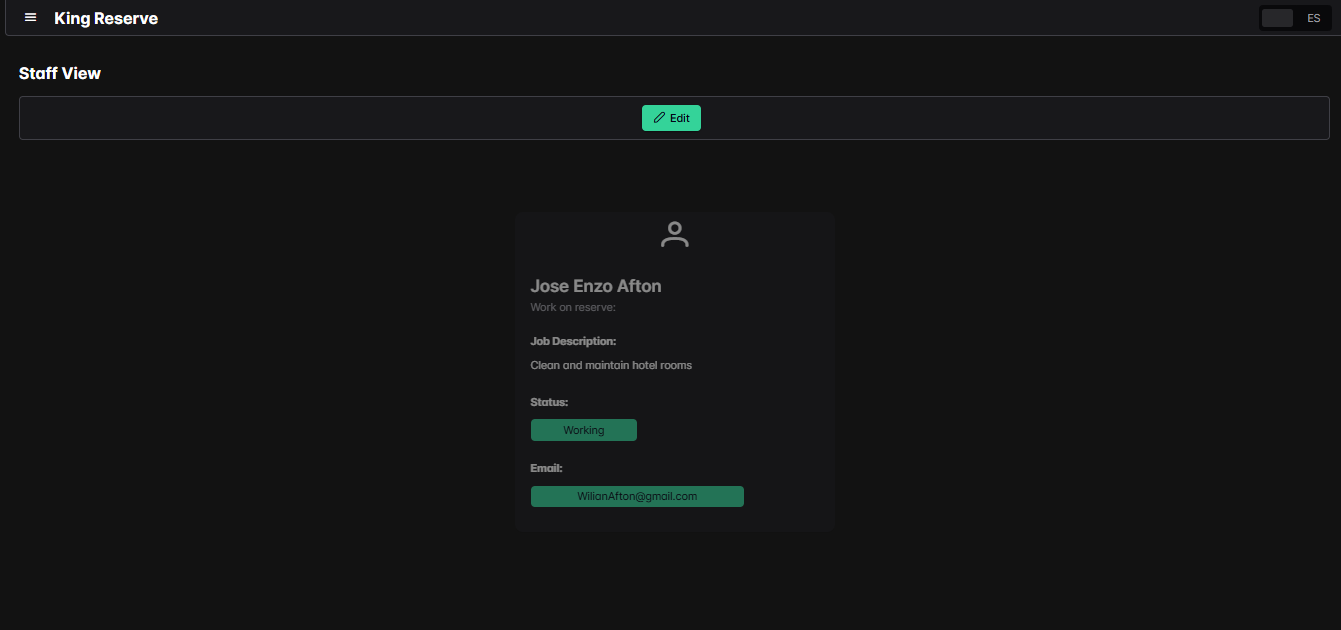 King Reserve
ES
Staff View
Edit
Jose Enzo Afton
Work on reserve:
Job Description:
Clean and maintain hotel rooms
Status:
Working
Email:
WilianAfton@gmail.com